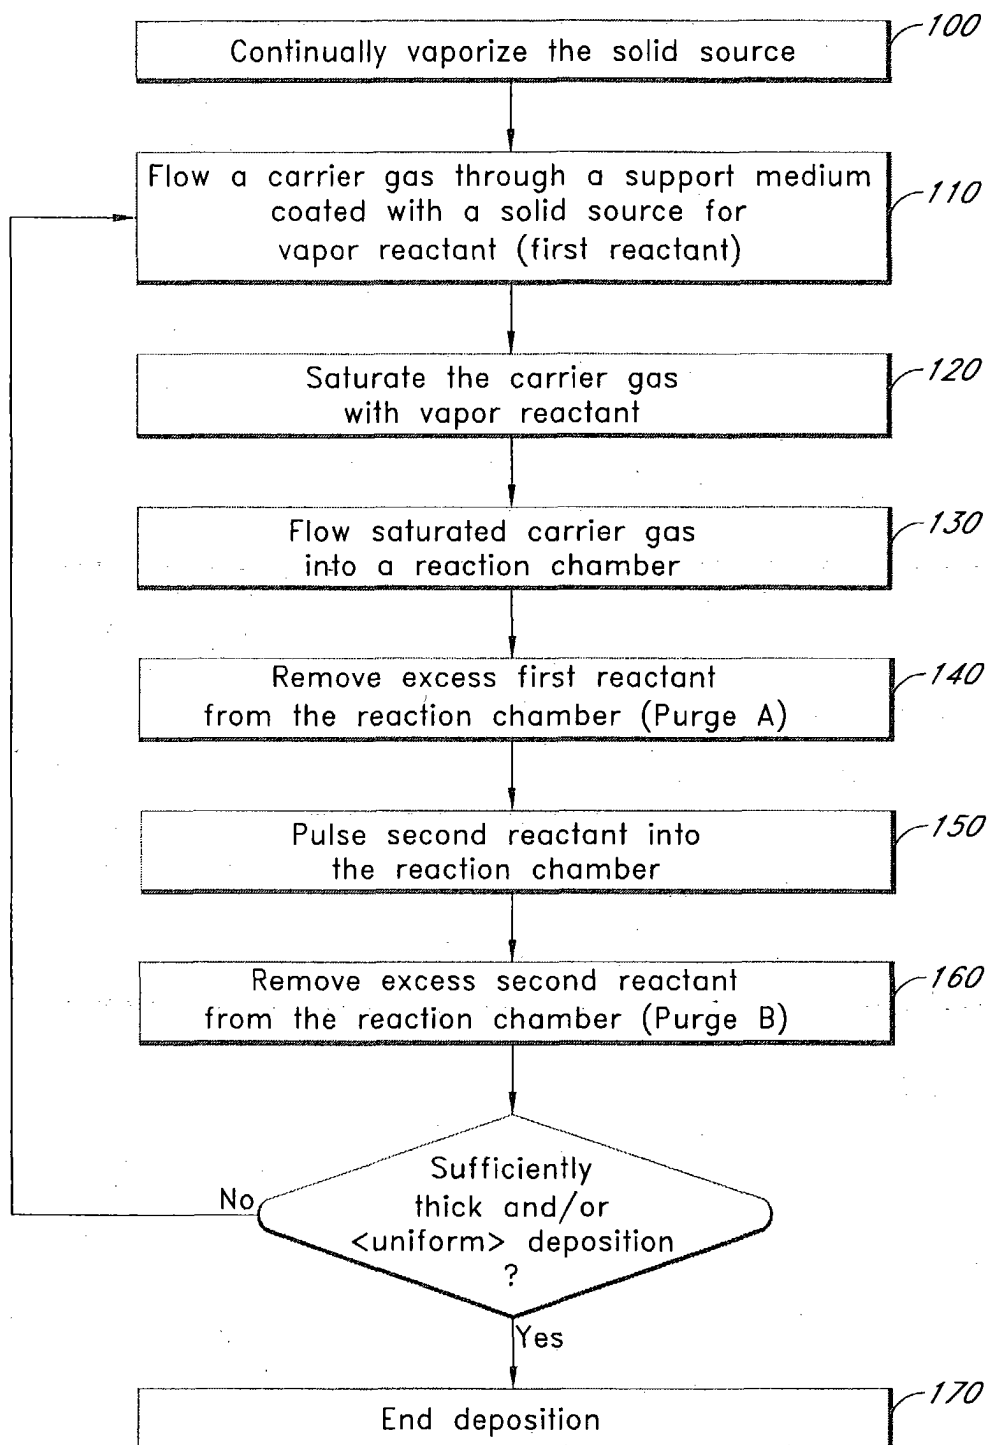 Continually vaporize the solid source
100
Flow a carrier gas through a support medium
coated with a solid source for
vapor reactant (first reactant)
110
Saturate the carrier gas
with vapor reactant
120
Flow saturated carrier gas
into a reaction chamber
130
Remove excess first reactant
from the reaction chamber (Purge A)
140
Pulse second reactant into
the reaction chamber
150
Remove excess second reactant
from the reaction chamber (Purge B)
160
Sufficiently
thick and/or
<uniform> deposition
?
No
Yes
End deposition
170